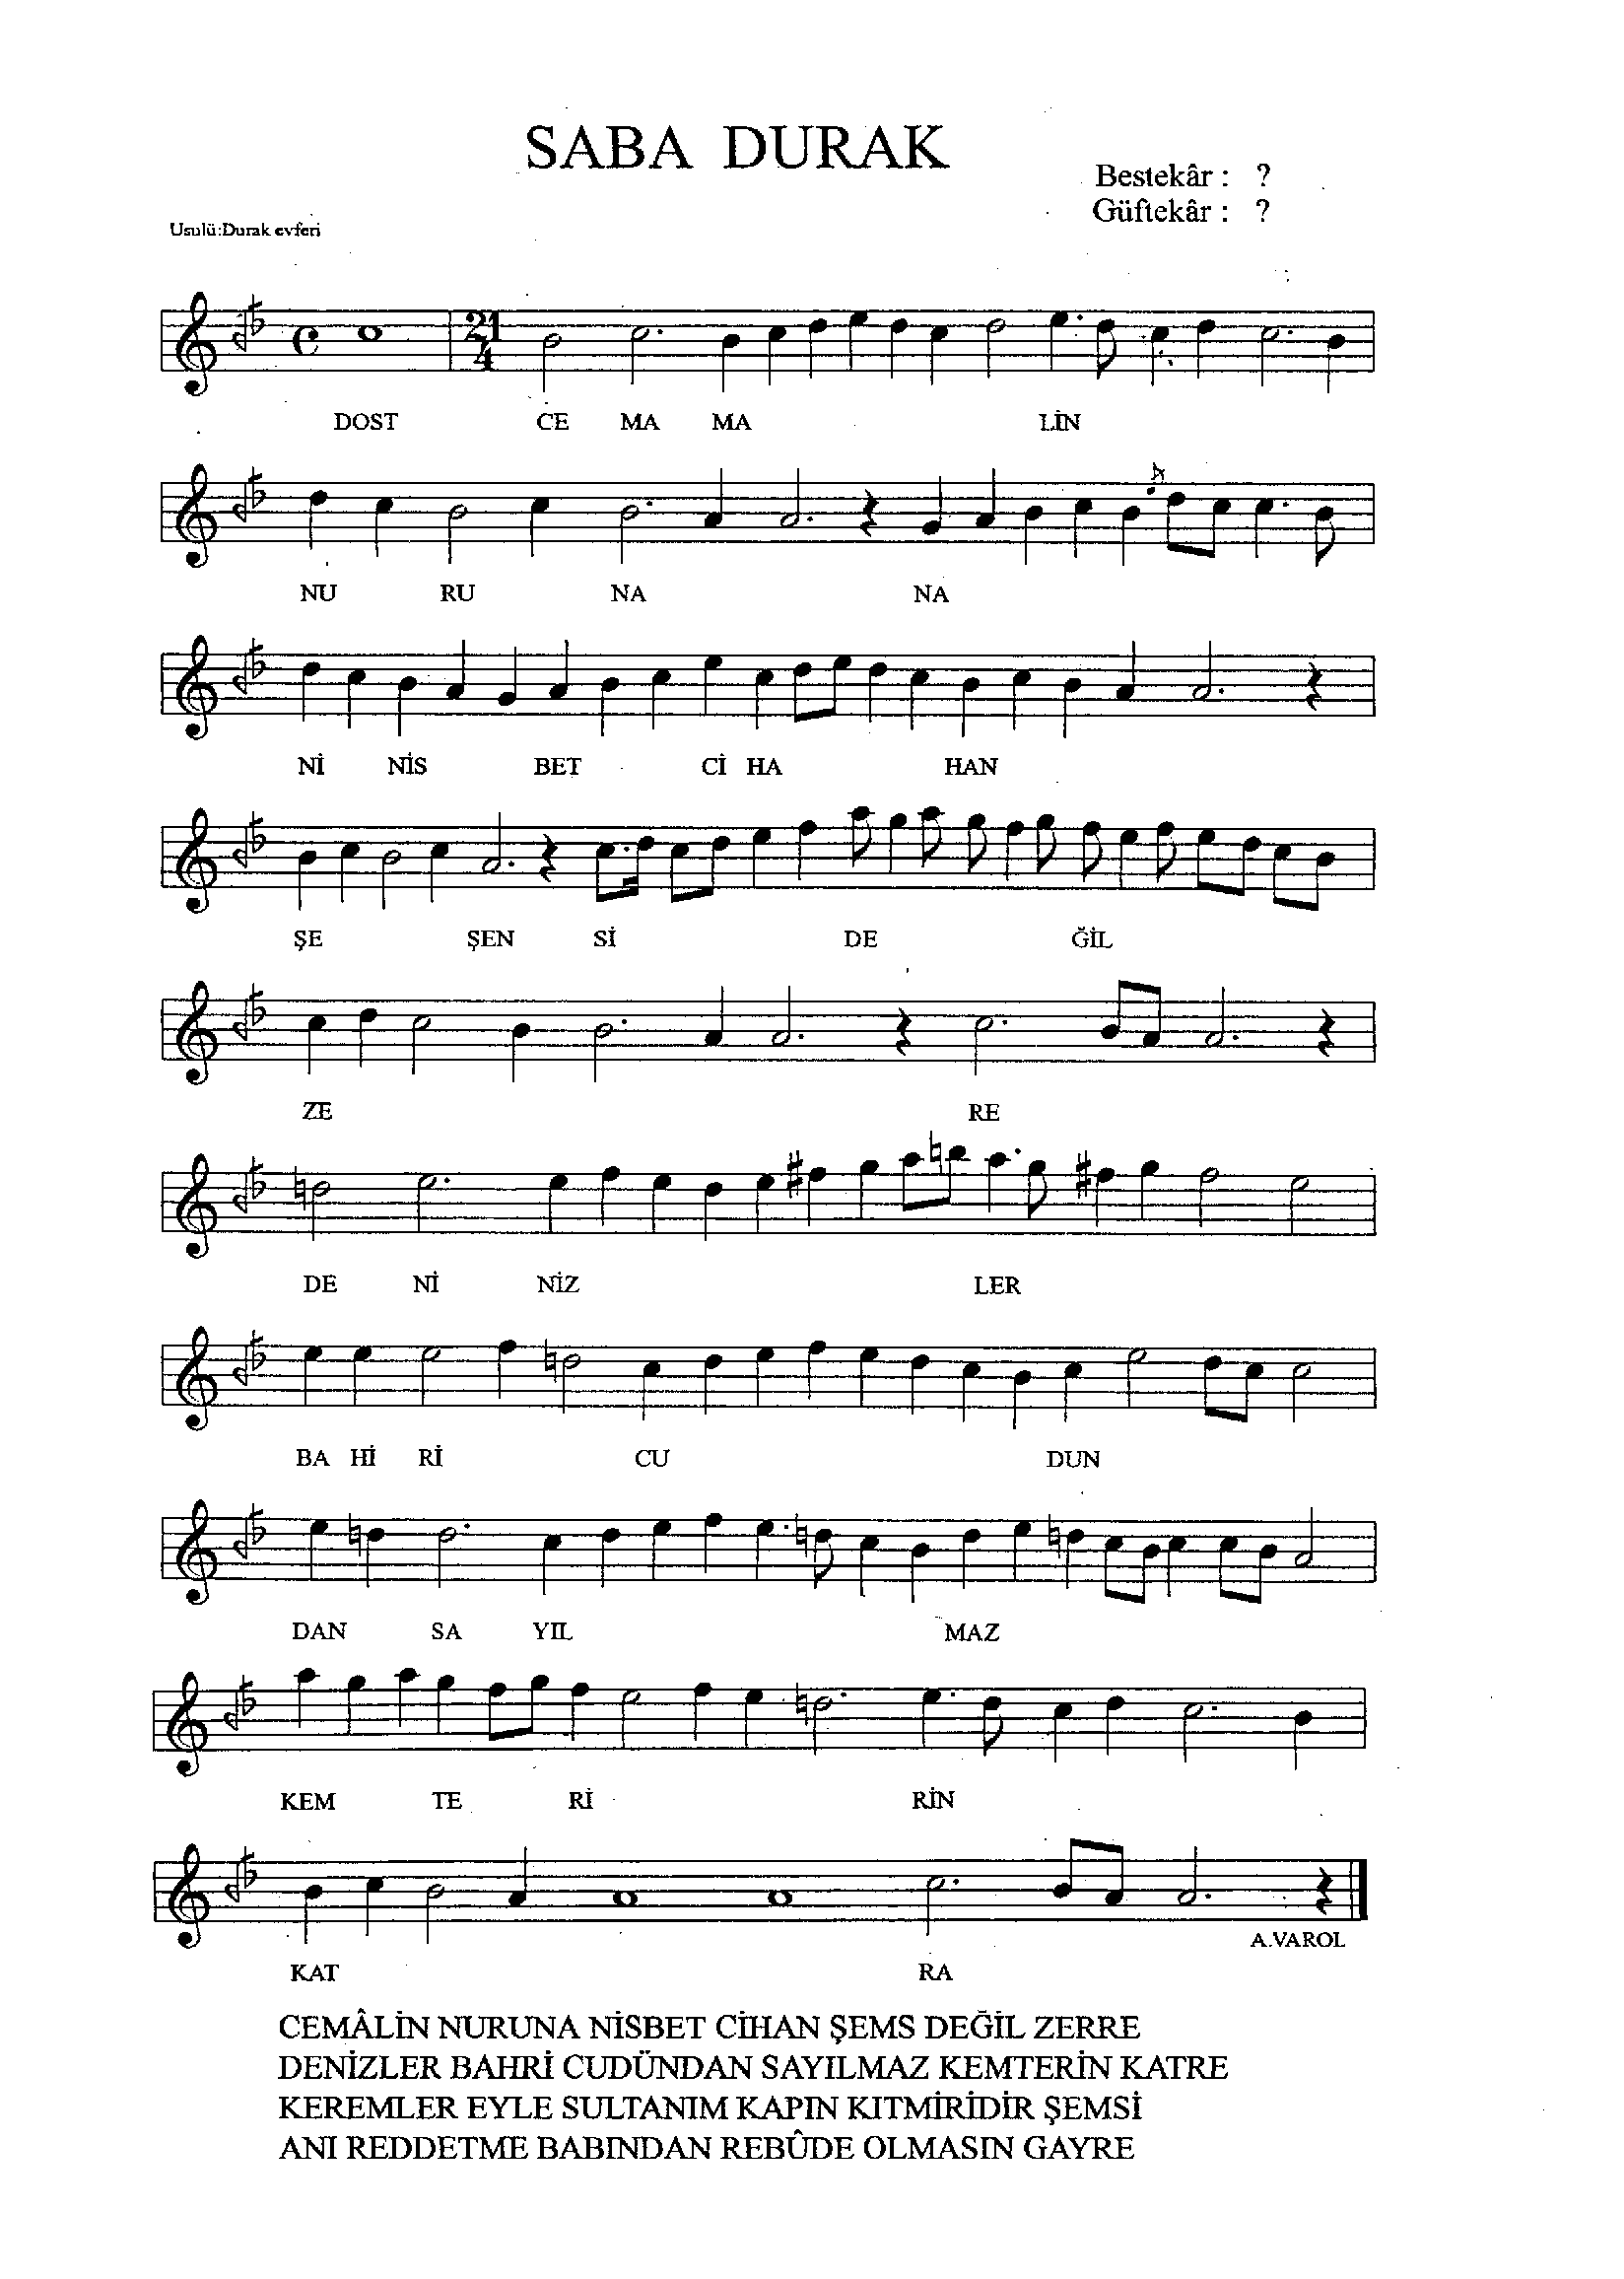 SABA DURAK
Bestekâr : ?
Güftekâr : ?
Usulü:Durak evferi
21
4
DOST CE MA MA LİN
NU RU NA NA
Nİ NİS BET Cİ HA HAN
ŞE ŞEN Sİ DE ĞİL
ZE RE
DE Nİ NİZ LER
BA Hİ Rİ CU DUN
DAN SA YIL MAZ
KEM TE Rİ RİN
A.VAROL
KAT RA
CEMÂLİN NURUNA NİSBET CİHAN ŞEMS DEĞİL ZERRE
DENİZLER BAHRİ CUDÜNDAN SAYILMAZ KEMTERİN KATRE
KEREMLER EYLE SULTANIM KAPIN KITMİRİDİR ŞEMSİ
ANI REDDETME BABINDAN REBÛDE OLMASIN GAYRE